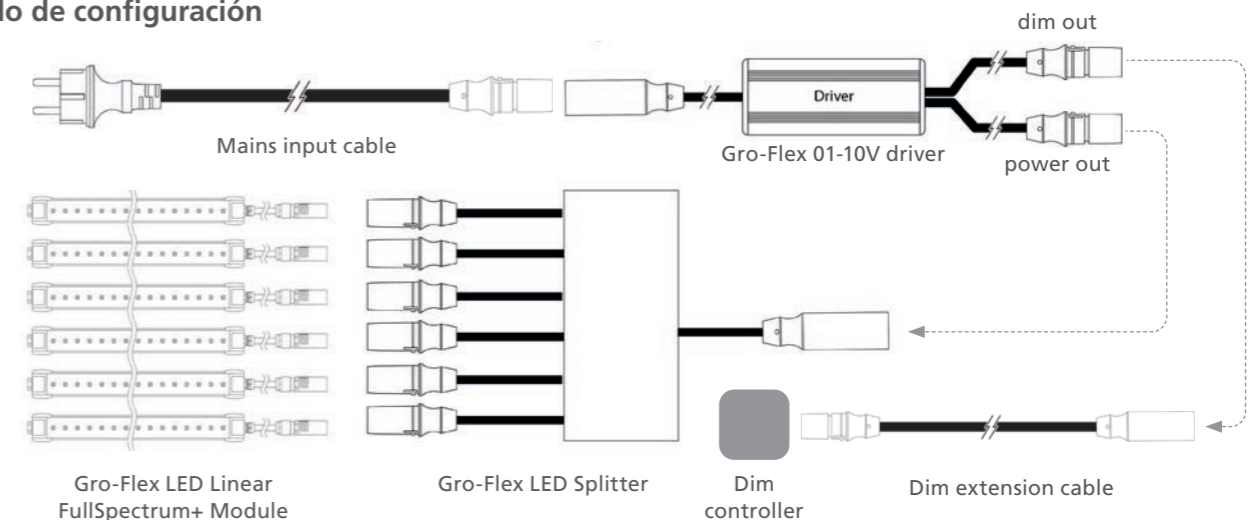 lo de configuración
dim out
Driver
Mains input cable
Gro-Flex 01-10V driver
power out
Gro-Flex LED Linear
FullSpectrum+ Module
Gro-Flex LED Splitter
Dim
controller
Dim extension cable